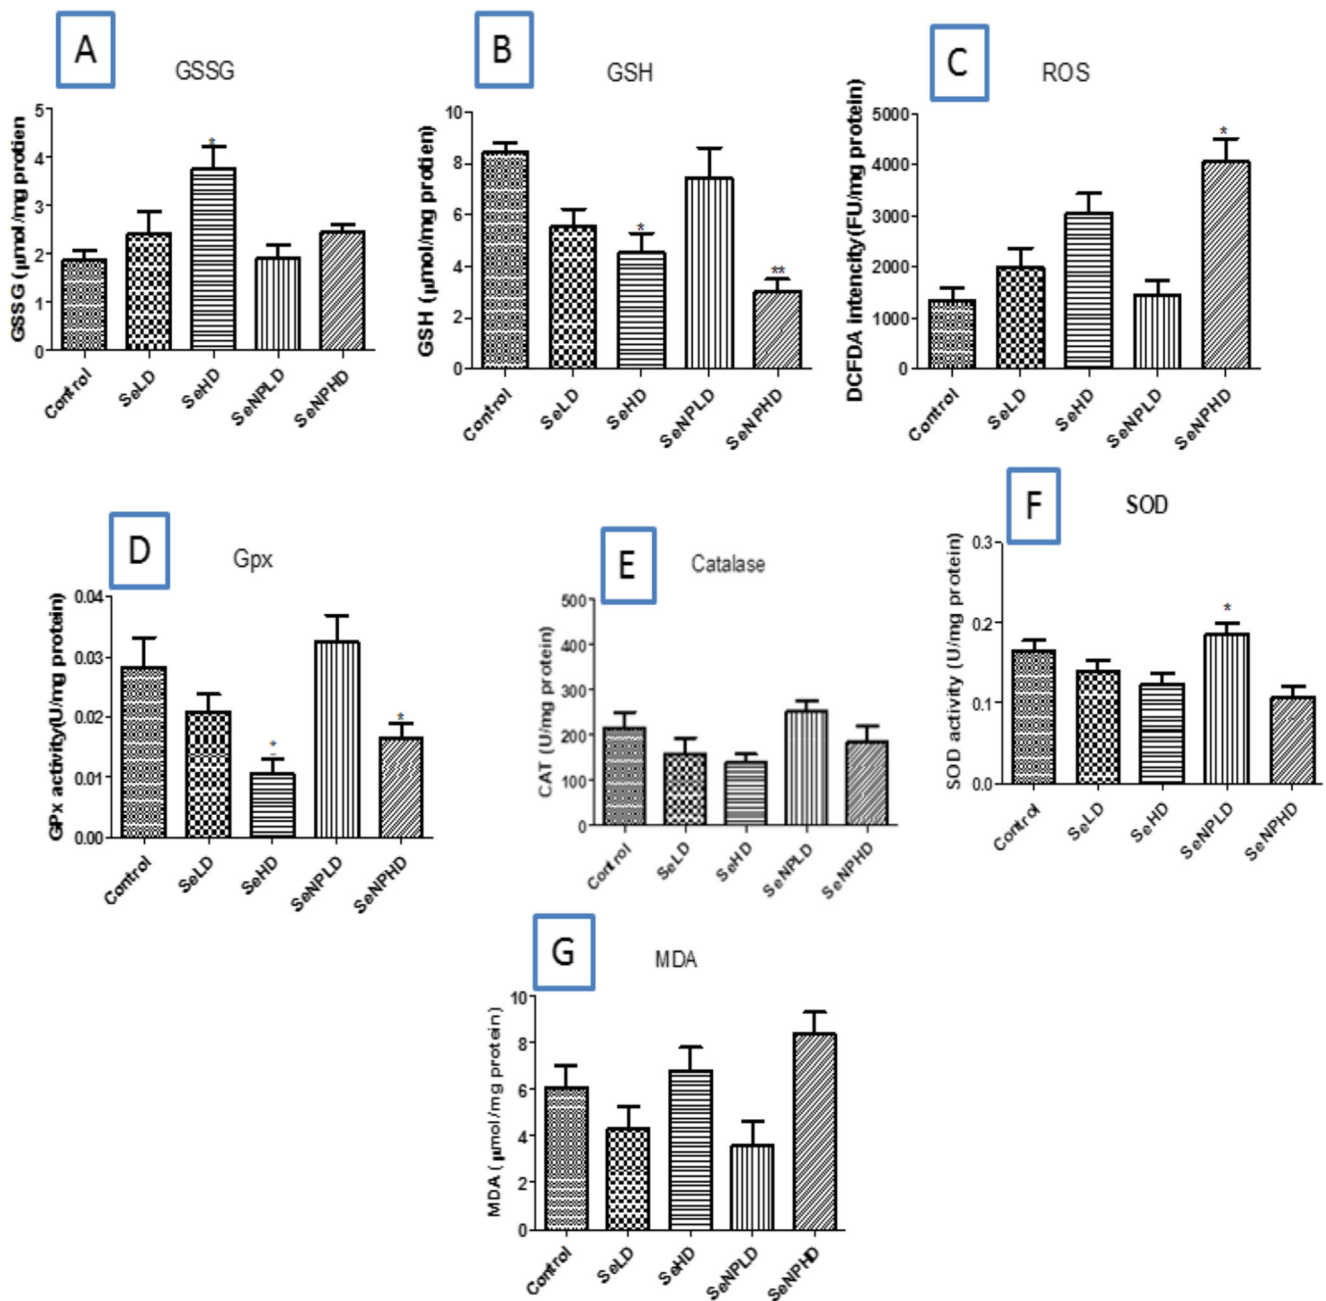 A
GSSG
GSSG (μmol/mg protien
5
4
3
2
1
0
*
Control
SeLD
SeHD
SeNPLD
SeNPHD
B
GSH
GSH ( μmol/mg protien)
10
8
6
4
2
0
*
**
Control
SeLD
SeHD
SeNPLD
SeNPHD
C
ROS
DCFDA intencity(FU/mg protein)
5000
4000
3000
2000
1000
0
*
Control
SeLD
SeHD
SeNPLD
SeNPHD
D
Gpx
GPx activity(U/mg protein)
0.04
0.03
0.02
0.01
0.00
*
*
Control
SeLD
SeHD
SeNPLD
SeNPHD
E
Catalase
CAT (U/mg protein)
500
400
300
200
100
0
Control
SeLD
SeHD
SeNPLD
SeNPHD
F
SOD
SOD activity (U/mg protein)
0.3
0.2
0.1
0.0
*
Control
SeLD
SeHD
SeNPLD
SeNPHD
G
MDA
MDA ( μmol/mg protein)
10
8
6
4
2
0
Control
SeLD
SeHD
SeNPLD
SeNPHD